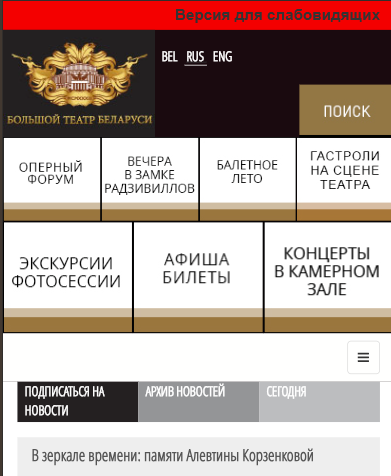 Версия для слабовидящих
BEL RUS ENG
БОЛЬШОЙ ТЕАТР БЕЛАРУСИ
ПОИСК
ОПЕРНЫЙ
ФОРУМ
ВЕЧЕРА
В ЗАМКЕ
РАДЗИВИЛЛОВ
БАЛЕТНОЕ
ЛЕТО
ГАСТРОЛИ
НА СЦЕНЕ
ТЕАТРА
ЭКСКУРСИИ
ФОТОСЕССИИ
АФИША
БИЛЕТЫ
КОНЦЕРТЫ
В КАМЕРНОМ
ЗАЛЕ
ПОДПИСАТЬСЯ НА
НОВОСТИ
АРХИВ НОВОСТЕЙ
СЕГОДНЯ
В зеркале времени: памяти Алевтины Корзенковой